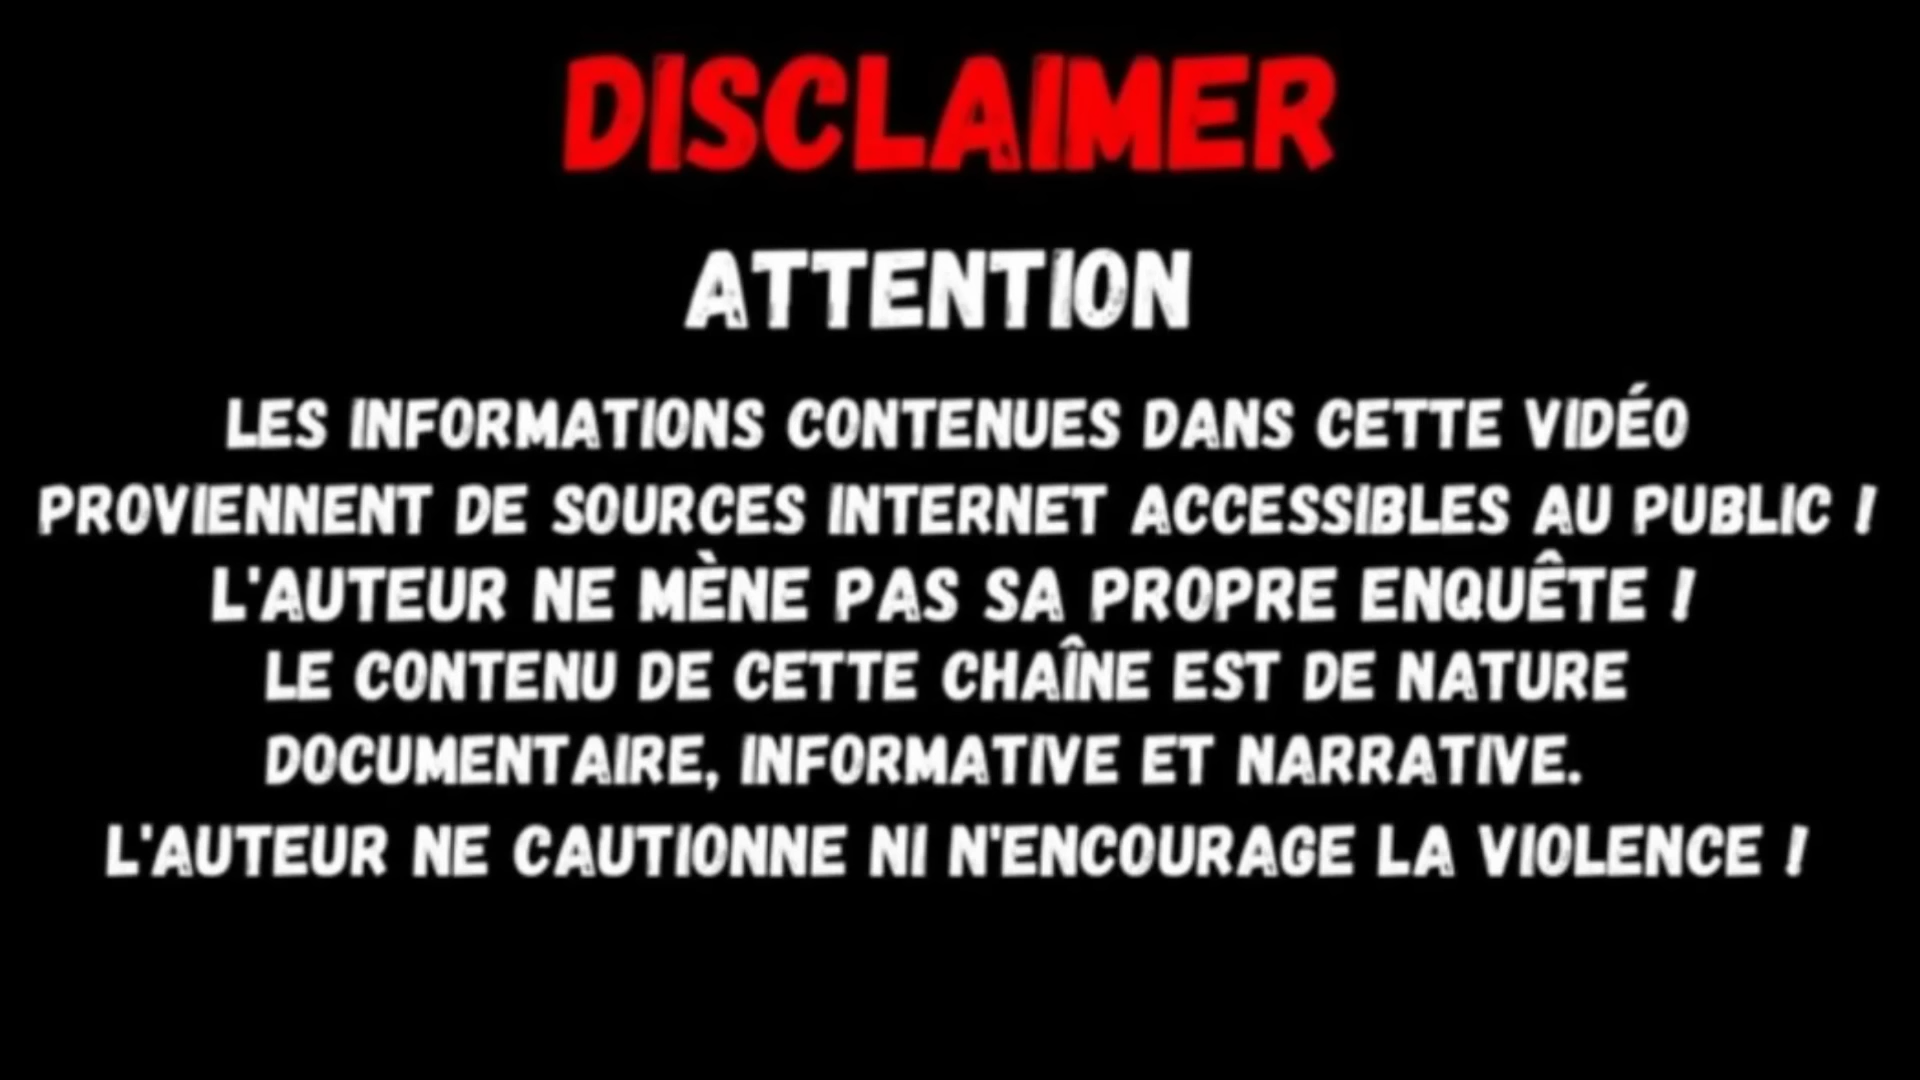 DISCLAIMER
ATTENTION
LES INFORMATIONS CONTENUES DANS CETTE VIDÉO
PROVIENNENT DE SOURCES INTERNET ACCESSIBLES AU PUBLIC !
L'AUTEUR NE MÈNE PAS SA PROPRE ENQUÊTE !
LE CONTENU DE CETTE CHAÎNE EST DE NATURE
DOCUMENTAIRE, INFORMATIVE ET NARRATIVE.
L'AUTEUR NE CAUTIONNE NI N'ENCOURAGE LA VIOLENCE !